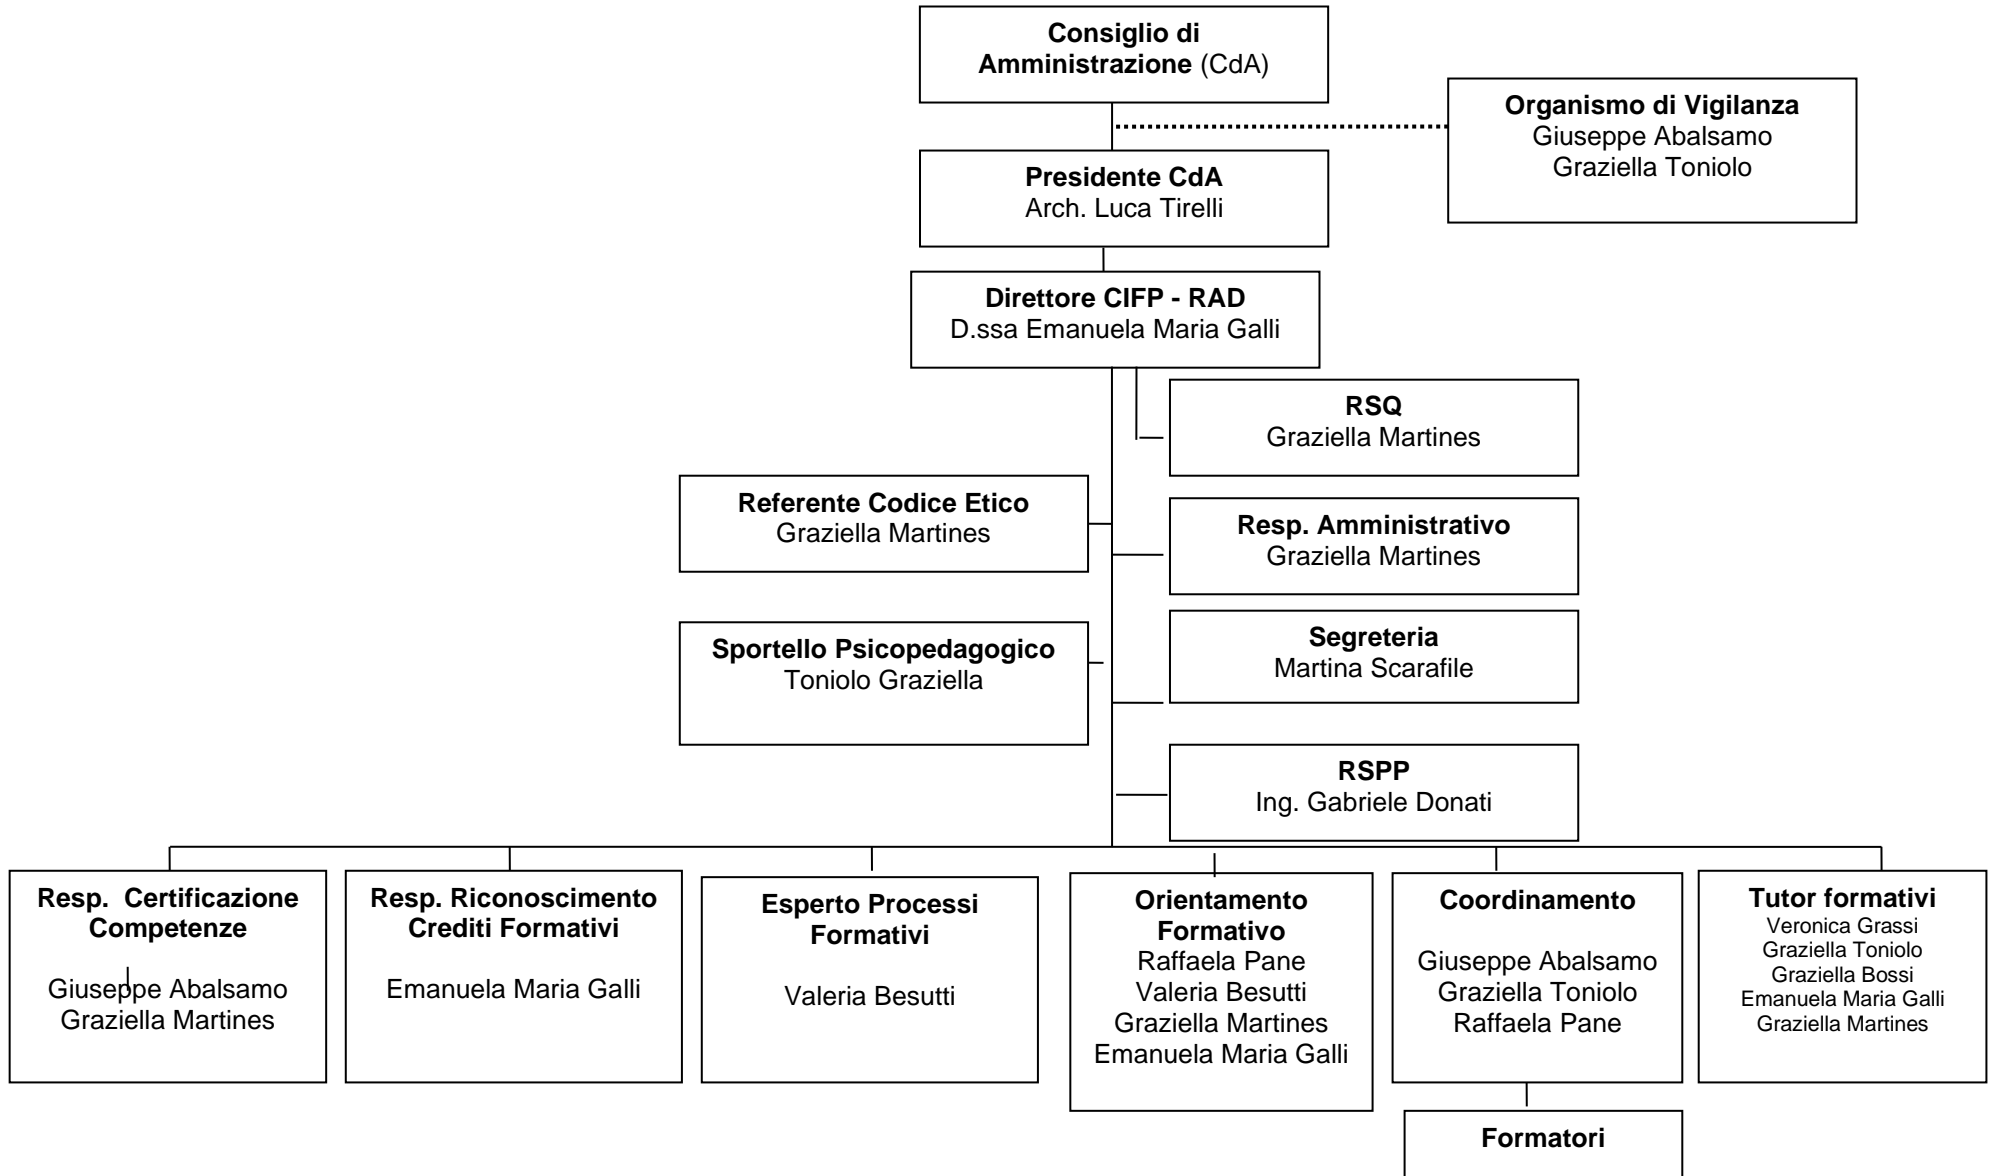 Consiglio di
Amministrazione (CdA)
Organismo di Vigilanza
Giuseppe Abalsamo
Graziella Toniolo
Presidente CdA
Arch. Luca Tirelli
Direttore CIFP - RAD
D.ssa Emanuela Maria Galli
RSQ
Graziella Martines
Referente Codice Etico
Graziella Martines
Resp. Amministrativo
Graziella Martines
Sportello Psicopedagogico
Toniolo Graziella
Segreteria
Martina Scarafile
RSPP
Ing. Gabriele Donati
Resp. Certificazione
Competenze
Giuseppe Abalsamo
Graziella Martines
Resp. Riconoscimento
Crediti Formativi
Emanuela Maria Galli
Esperto Processi
Formativi
Valeria Besutti
Orientamento
Formativo
Raffaela Pane
Valeria Besutti
Graziella Martines
Emanuela Maria Galli
Coordinamento
Giuseppe Abalsamo
Graziella Toniolo
Raffaela Pane
Tutor formativi
Veronica Grassi
Graziella Toniolo
Graziella Bossi
Emanuela Maria Galli
Graziella Martines
Formatori